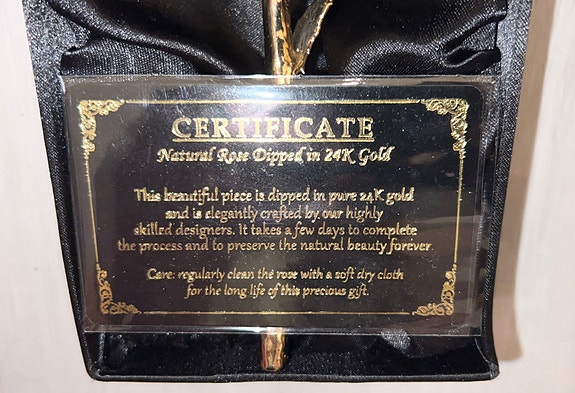 CERTIFICATE
Natural Rose Dipped in 24K Gold
This beautiful piece is dipped in pure 24K gold
and is elegantly crafted by our highly
skilled designers. It takes a few days to complete
the process and to preserve the natural beauty forever.
Care: regularly clean the rose with a soft dry cloth
for the long life of this precious gift.